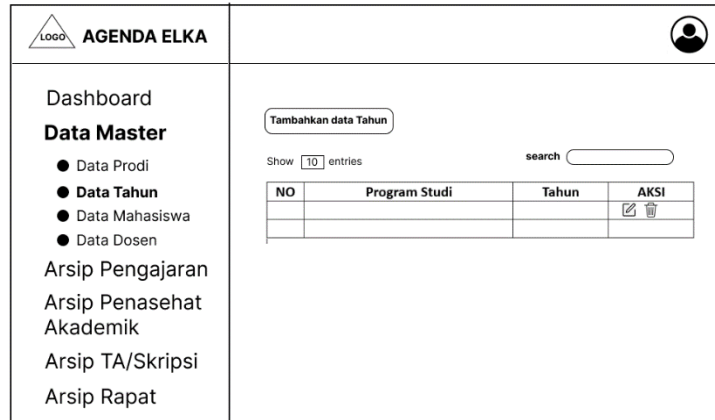 LOGO AGENDA ELKA
Dashboard
Data Master
Data Prodi
Data Tahun
Data Mahasiswa
Data Dosen
Arsip Pengajaran
Arsip Penasehat
Akademik
Arsip TA/Skripsi
Arsip Rapat
Tambahkan data Tahun
Show 10 entries
search
NO Program Studi Tahun AKSI